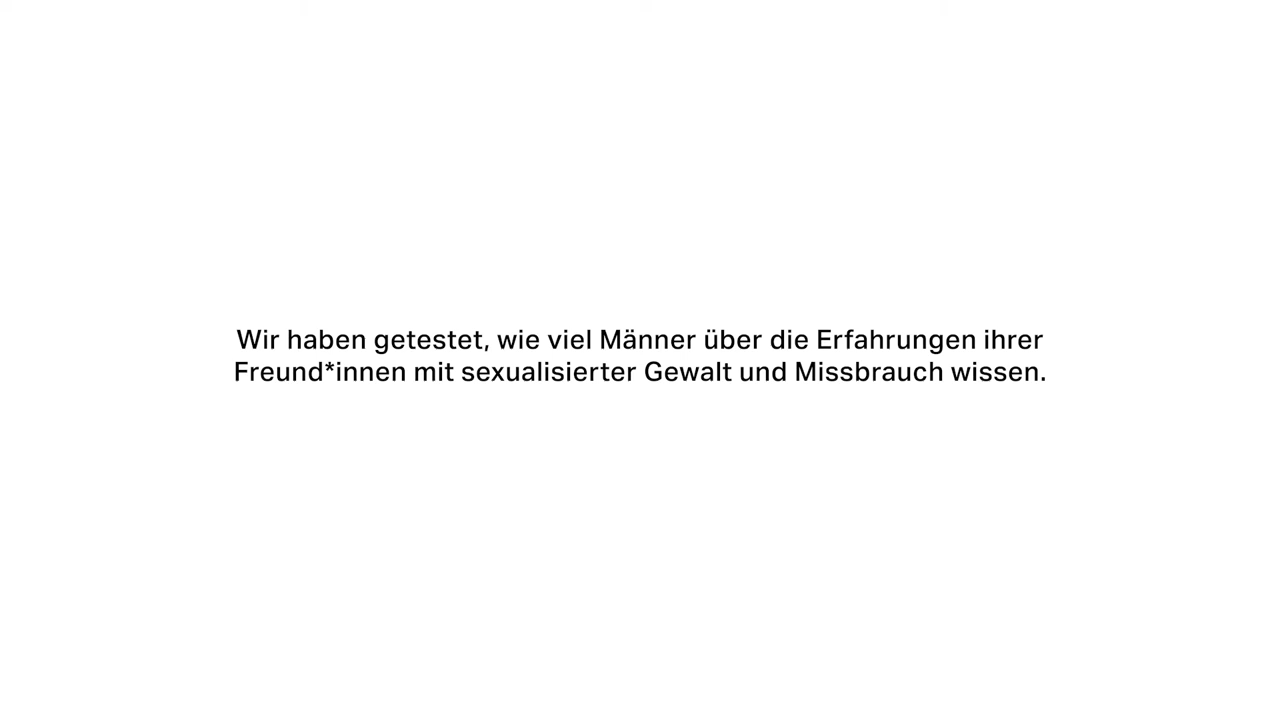 Wir haben getestet, wie viel Männer über die Erfahrungen ihrer
Freund*innen mit sexualisierter Gewalt und Missbrauch wissen.